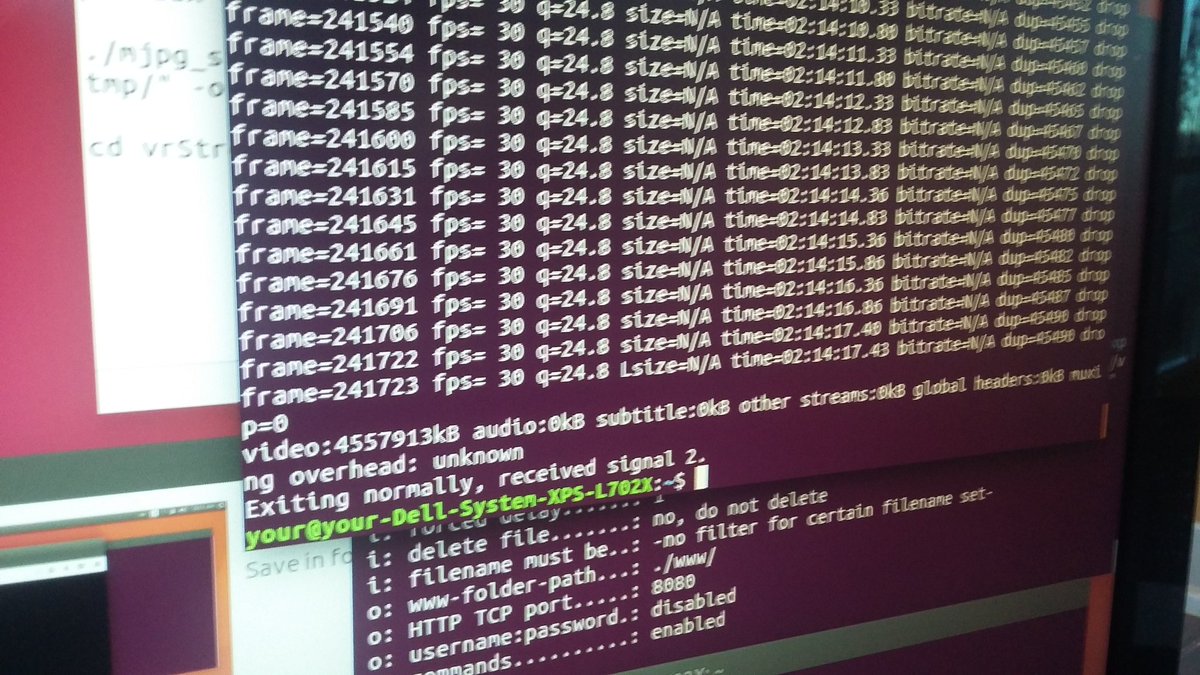 ./mjpg_s
tmp/" -o
cd vrStr
frame=241540 fps= 30 q=24.8 size=N/A time=02:14:10.80 bitrate=N/A dup=45455 drop
frame=241554 fps= 30 q=24.8 size=N/A time=02:14:11.33 bitrate=N/A dup=45457 drop
frame=241570 fps= 30 q=24.8 size=N/A time=02:14:11.80 bitrate=N/A dup=45460 drop
frame=241585 fps= 30 q=24.8 size=N/A time=02:14:12.33 bitrate=N/A dup=45462 drop
frame=241600 fps= 30 q=24.8 size=N/A time=02:14:12.83 bitrate=N/A dup=45465 drop
frame=241615 fps= 30 q=24.8 size=N/A time=02:14:13.33 bitrate=N/A dup=45467 drop
frame=241631 fps= 30 q=24.8 size=N/A time=02:14:13.83 bitrate=N/A dup=45470 drop
frame=241645 fps= 30 q=24.8 size=N/A time=02:14:14.36 bitrate=N/A dup=45472 drop
frame=241661 fps= 30 q=24.8 size=N/A time=02:14:14.83 bitrate=N/A dup=45475 drop
frame=241676 fps= 30 q=24.8 size=N/A time=02:14:15.36 bitrate=N/A dup=45477 drop
frame=241691 fps= 30 q=24.8 size=N/A time=02:14:15.86 bitrate=N/A dup=45480 drop
frame=241706 fps= 30 q=24.8 size=N/A time=02:14:16.36 bitrate=N/A dup=45482 drop
frame=241722 fps= 30 q=24.8 size=N/A time=02:14:16.86 bitrate=N/A dup=45485 drop
frame=241723 fps= 30 q=24.8 Lsize=N/A time=02:14:17.43 bitrate=N/A dup=45490 dro
p=0
video:4557913kB audio:0kB subtitle:0kB other streams:0kB global headers:0kB muxi
ng overhead: unknown
Exiting normally, received signal 2.
your@your-Dell-System-XPS-L702X:~$
Save in fo
i: forced delay.......:
i: delete file.......: no, do not delete
i: filename must be..: -no filter for certain filename set-
o: www-folder-path...: ./www/
o: HTTP TCP port.....: 8080
o: username:password.: disabled
commands..........: enabled